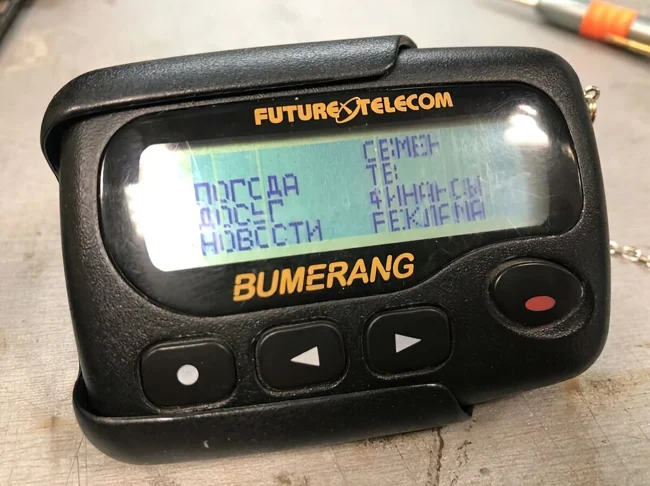 FUTURE TELECOM
СЕМЕН
ТВ
ПОГОДА
ФИНАНСЫ
ДОСУГ
РЕКЛАМА
НОВОСТИ
BUMERANG